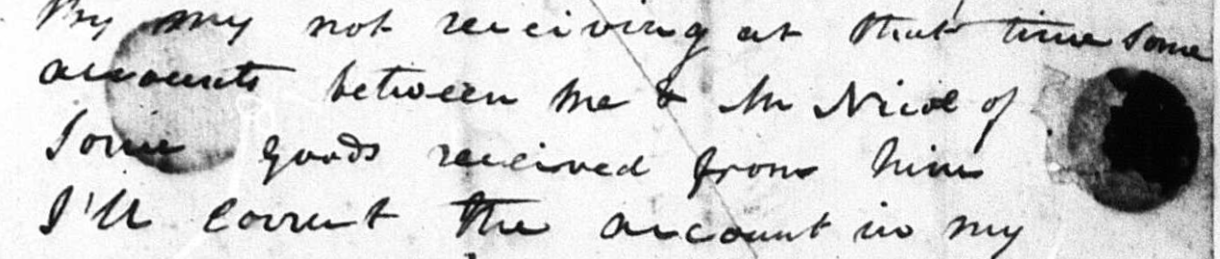 By my not receiving at that time some
accounts between me & Mr Nicol of
Some goods received from him
I'll correct the account in my